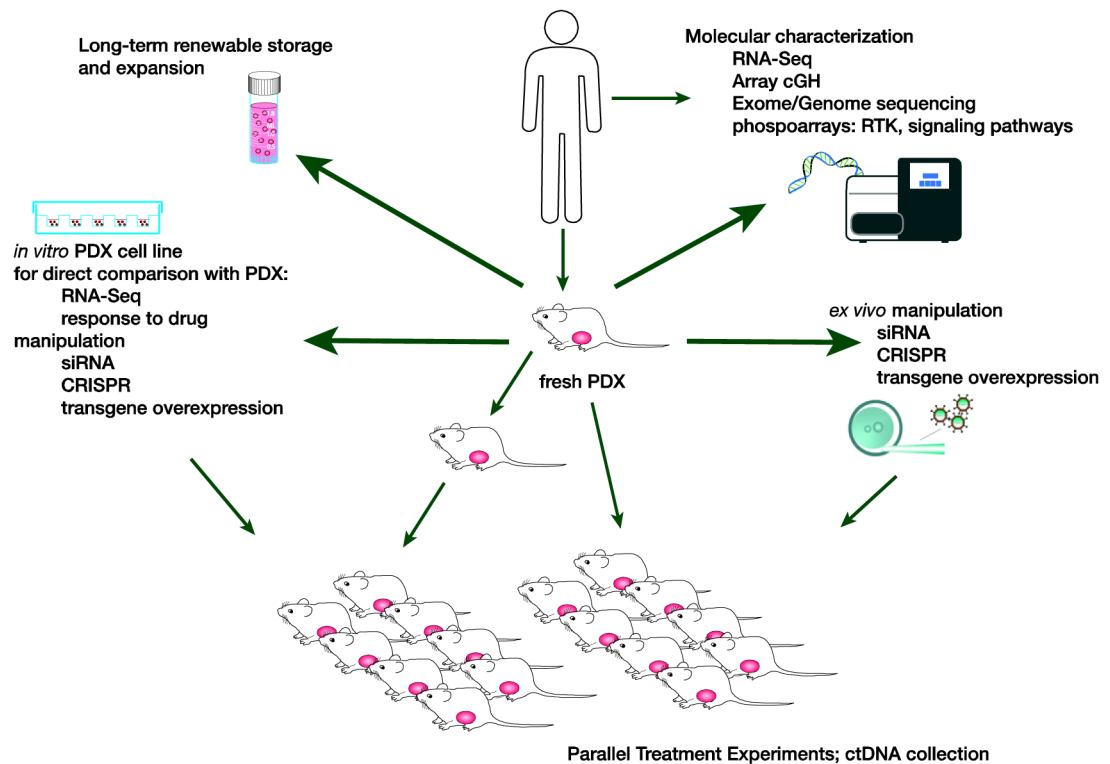 Long-term renewable storage
and expansion
Molecular characterization
RNA-Seq
Array cGH
Exome/Genome sequencing
phospoarrays: RTK, signaling pathways
in vitro PDX cell line
for direct comparison with PDX:
RNA-Seq
response to drug
manipulation
siRNA
CRISPR
transgene overexpression
fresh PDX
ex vivo manipulation
siRNA
CRISPR
transgene overexpression
Parallel Treatment Experiments; ctDNA collection